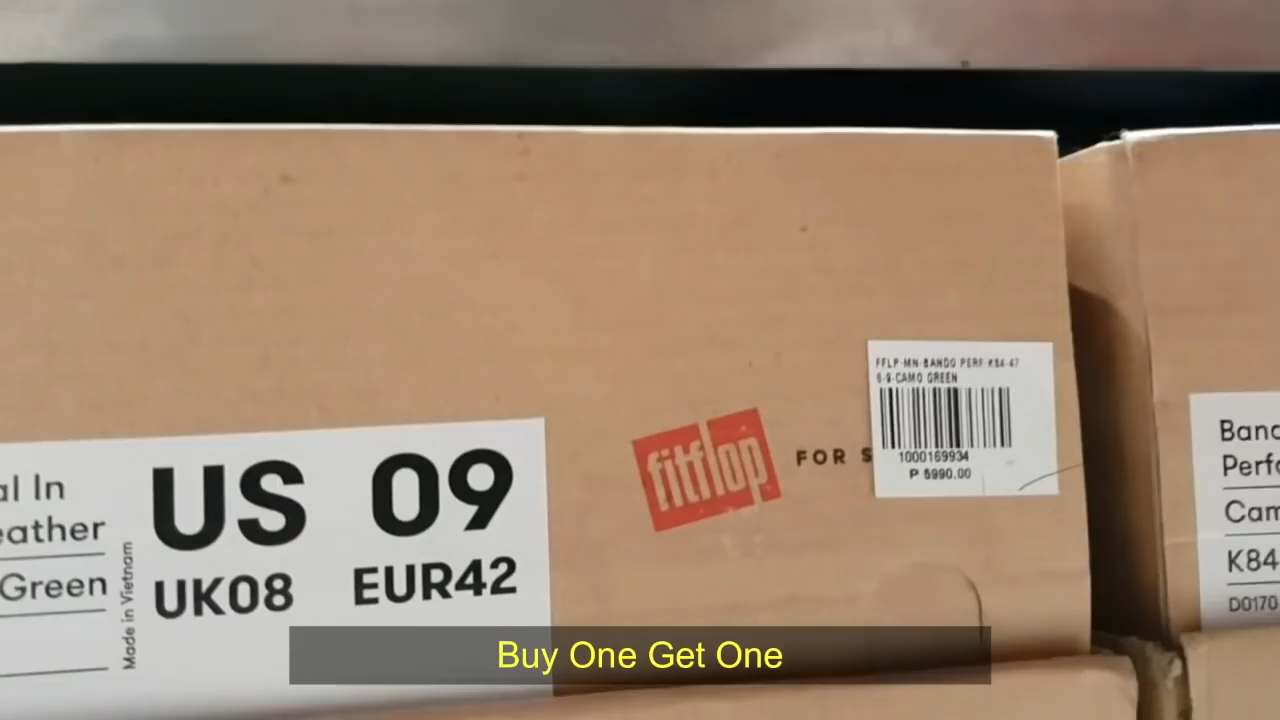 al In
eather
Green
Made in Vietnam
US 09
UK08 EUR42
fitflop
FOR S
FFLP-MN-BANDO PERF-K84-47
6-9-CAMO GREEN
1000169934
P 5990.00
Band
Perfo
Cam
K84
D0170
Buy One Get One